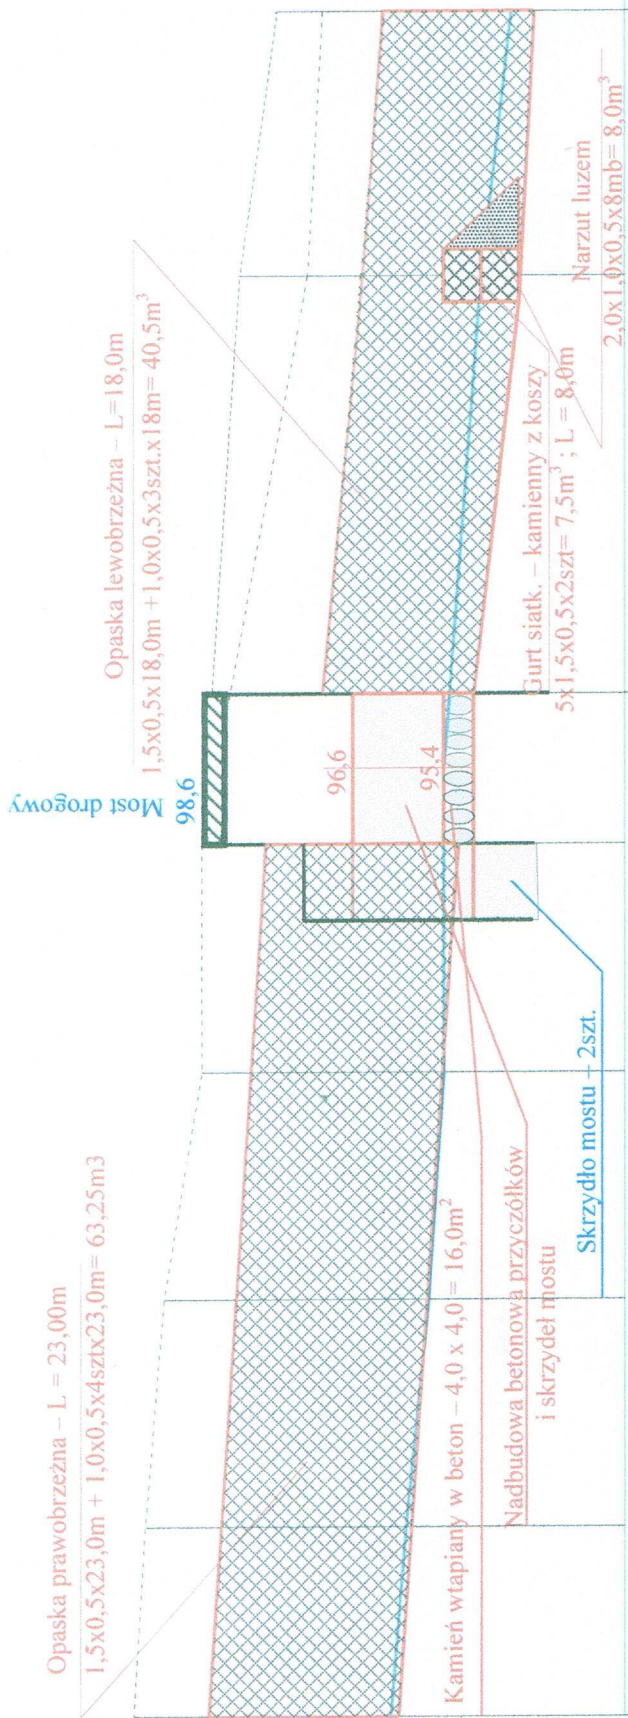 Opaska prawobrzeżna – L = 23,00m
1,5x0,5x23,0m + 1,0x0,5x4sztx23,0m= 63,25m3
Most drogowy
98,6
Opaska lewobrzeżna – L=18,0m
1,5x0,5x18,0m + 1,0x0,5x3szt.x18m= 40,5m³
96,6
95,4
Kamień wtapiany w beton – 4,0 x 4,0 = 16,0m²
Nadbudowa betonowa przyczółków
i skrzydeł mostu
Skrzydło mostu – 2szt.
Gurt siatk. – kamienny z koszy
5x1,5x0,5x2szt= 7,5m³ ; L = 8,0m
Narzut luzem
2,0x1,0x0,5x8mb= 8,0m³